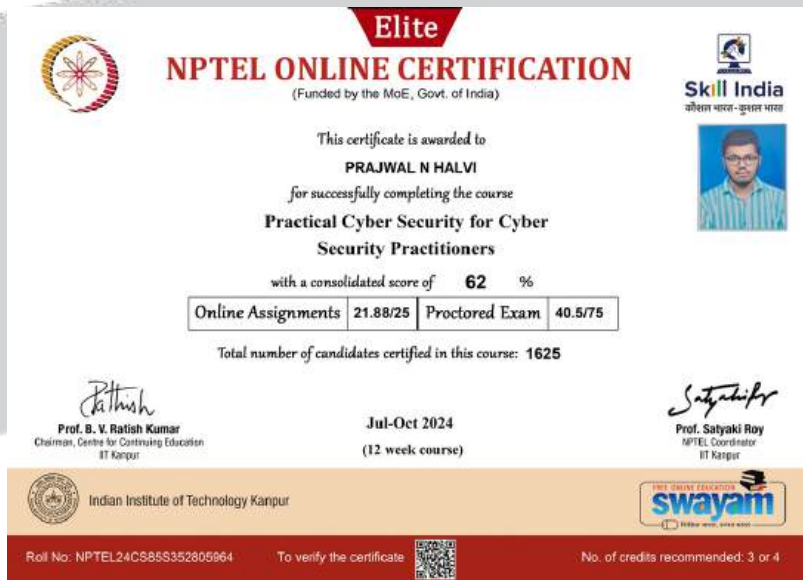 Elite
NPTEL ONLINE CERTIFICATION
(Funded by the MoE, Govt. of India)
Skill India
कौशल भारत - कुशल भारत
This certificate is awarded to
PRAJWAL N HALVI
for successfully completing the course
Practical Cyber Security for Cyber
Security Practitioners
with a consolidated score of 62 %
Online Assignments 21.88/25 Proctored Exam 40.5/75
Total number of candidates certified in this course: 1625
Prof. B. V. Ratish Kumar
Chairman, Centre for Continuing Education
IIT Kanpur
Jul-Oct 2024
(12 week course)
Prof. Satyaki Roy
NPTEL Coordinator
IIT Kanpur
Indian Institute of Technology Kanpur
FREE ONLINE EDUCATION
swayam
Roll No: NPTEL24CS85S352805964 To verify the certificate No. of credits recommended: 3 or 4